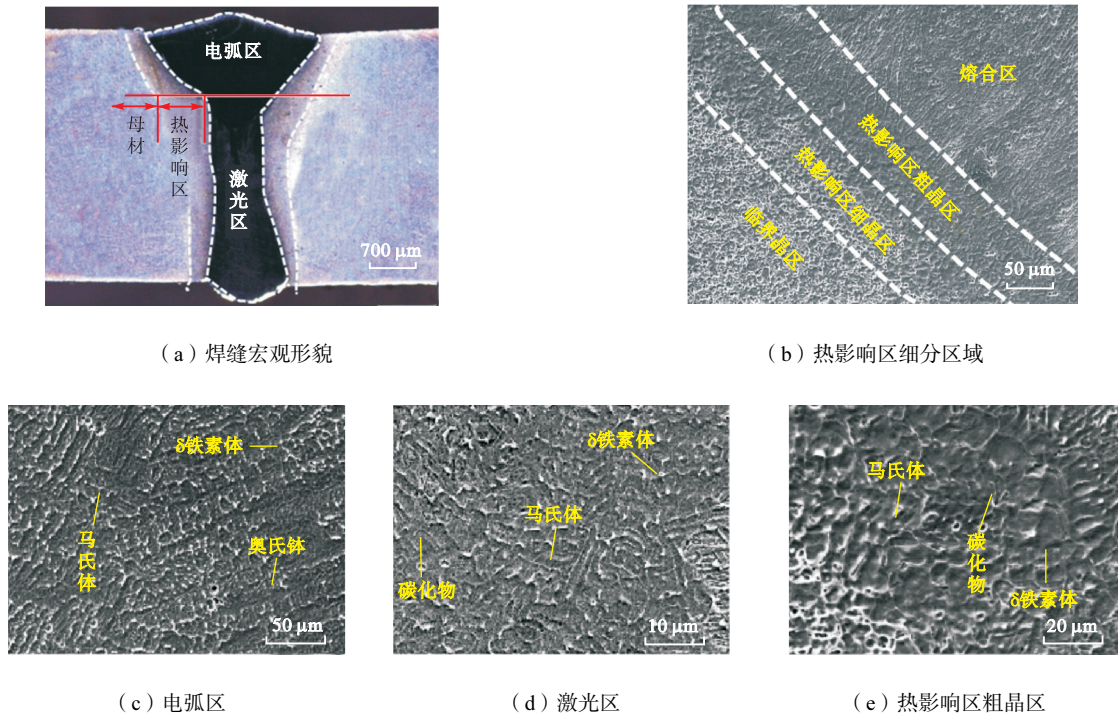 电弧区
熔合区
母材
热影响区
激光区
热影响区粗晶区
热影响区细晶区
临界晶区
700 μm
50 μm
（a）焊缝宏观形貌
（b）热影响区细分区域
δ铁素体
马氏体
奥氏钵
50 μm
δ铁素体
马氏体
碳化物
10 μm
马氏体
碳化物
δ铁素体
20 μm
（c）电弧区
（d）激光区
（e）热影响区粗晶区